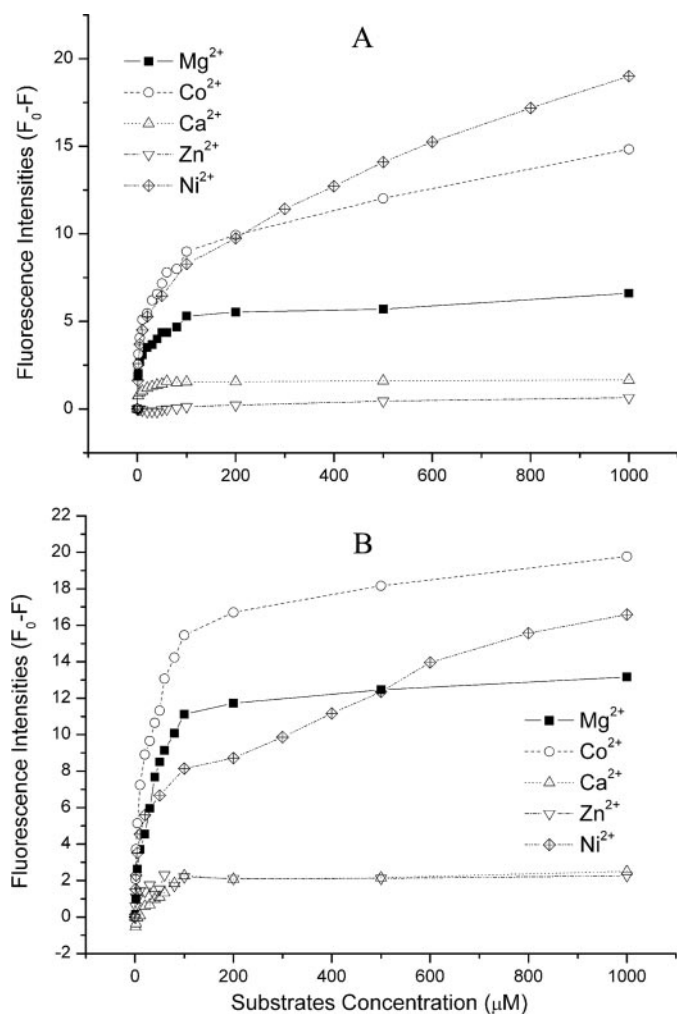 A
Mg²⁺
Co²⁺
Ca²⁺
Zn²⁺
Ni²⁺
Fluorescence Intensities (F₀-F)
20
15
10
5
0
0 200 400 600 800 1000
B
Fluorescence Intensities (F₀-F)
22
20
18
16
14
12
10
8
6
4
2
0
-2
Mg²⁺
Co²⁺
Ca²⁺
Zn²⁺
Ni²⁺
0 200 400 600 800 1000
Substrates Concentration (μM)